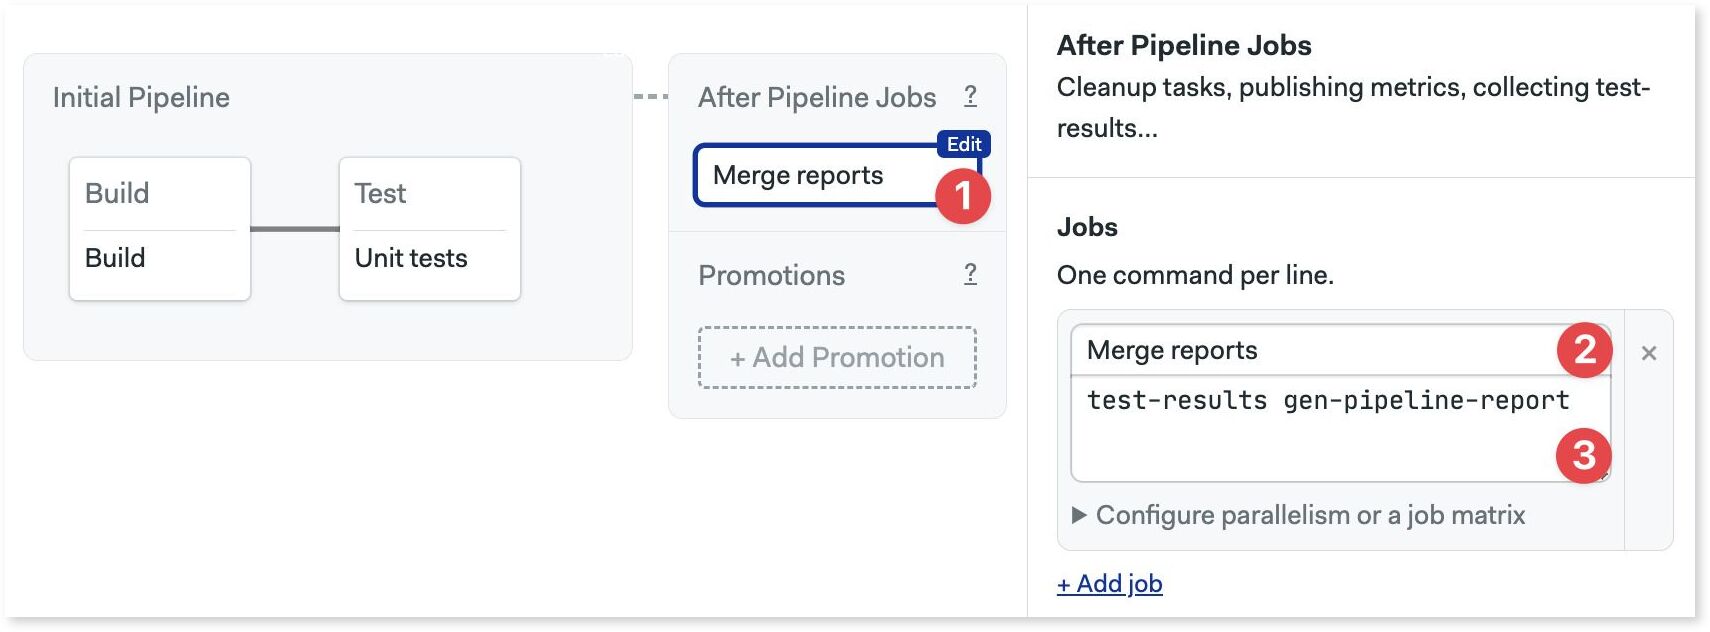 Initial Pipeline
Build
Build
Test
Unit tests
After Pipeline Jobs ?
Edit
Merge reports
1
Promotions ?
+ Add Promotion
After Pipeline Jobs
Cleanup tasks, publishing metrics, collecting test-
results...
Jobs
One command per line.
Merge reports
2
×
test-results gen-pipeline-report
3
▶ Configure parallelism or a job matrix
+ Add job